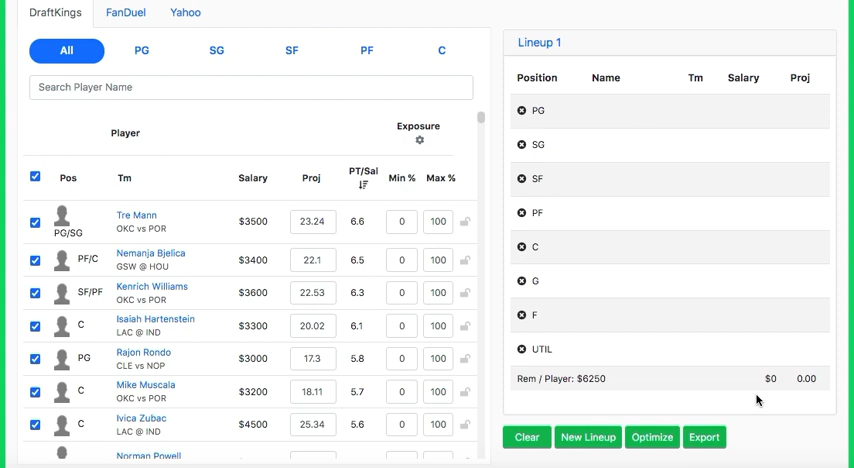 DraftKings FanDuel Yahoo
All PG SG SF PF C
Search Player Name
Player Exposure
Pos Tm Salary Proj PT/Sal Min % Max %
Tre Mann
PG/SG OKC vs POR $3500 23.24 6.6 0 100
Nemanja Bjelica
PF/C GSW @ HOU $3400 22.1 6.5 0 100
Kenrich Williams
SF/PF OKC vs POR $3600 22.53 6.3 0 100
Isaiah Hartenstein
C LAC @ IND $3300 20.02 6.1 0 100
Rajon Rondo
PG CLE vs NOP $3000 17.3 5.8 0 100
Mike Muscala
C OKC vs POR $3200 18.11 5.7 0 100
Ivica Zubac
C LAC @ IND $4500 25.34 5.6 0 100
Norman Powell
Lineup 1
Position Name Tm Salary Proj
PG
SG
SF
PF
C
G
F
UTIL
Rem / Player: $6250 $0 0.00
Clear New Lineup Optimize Export